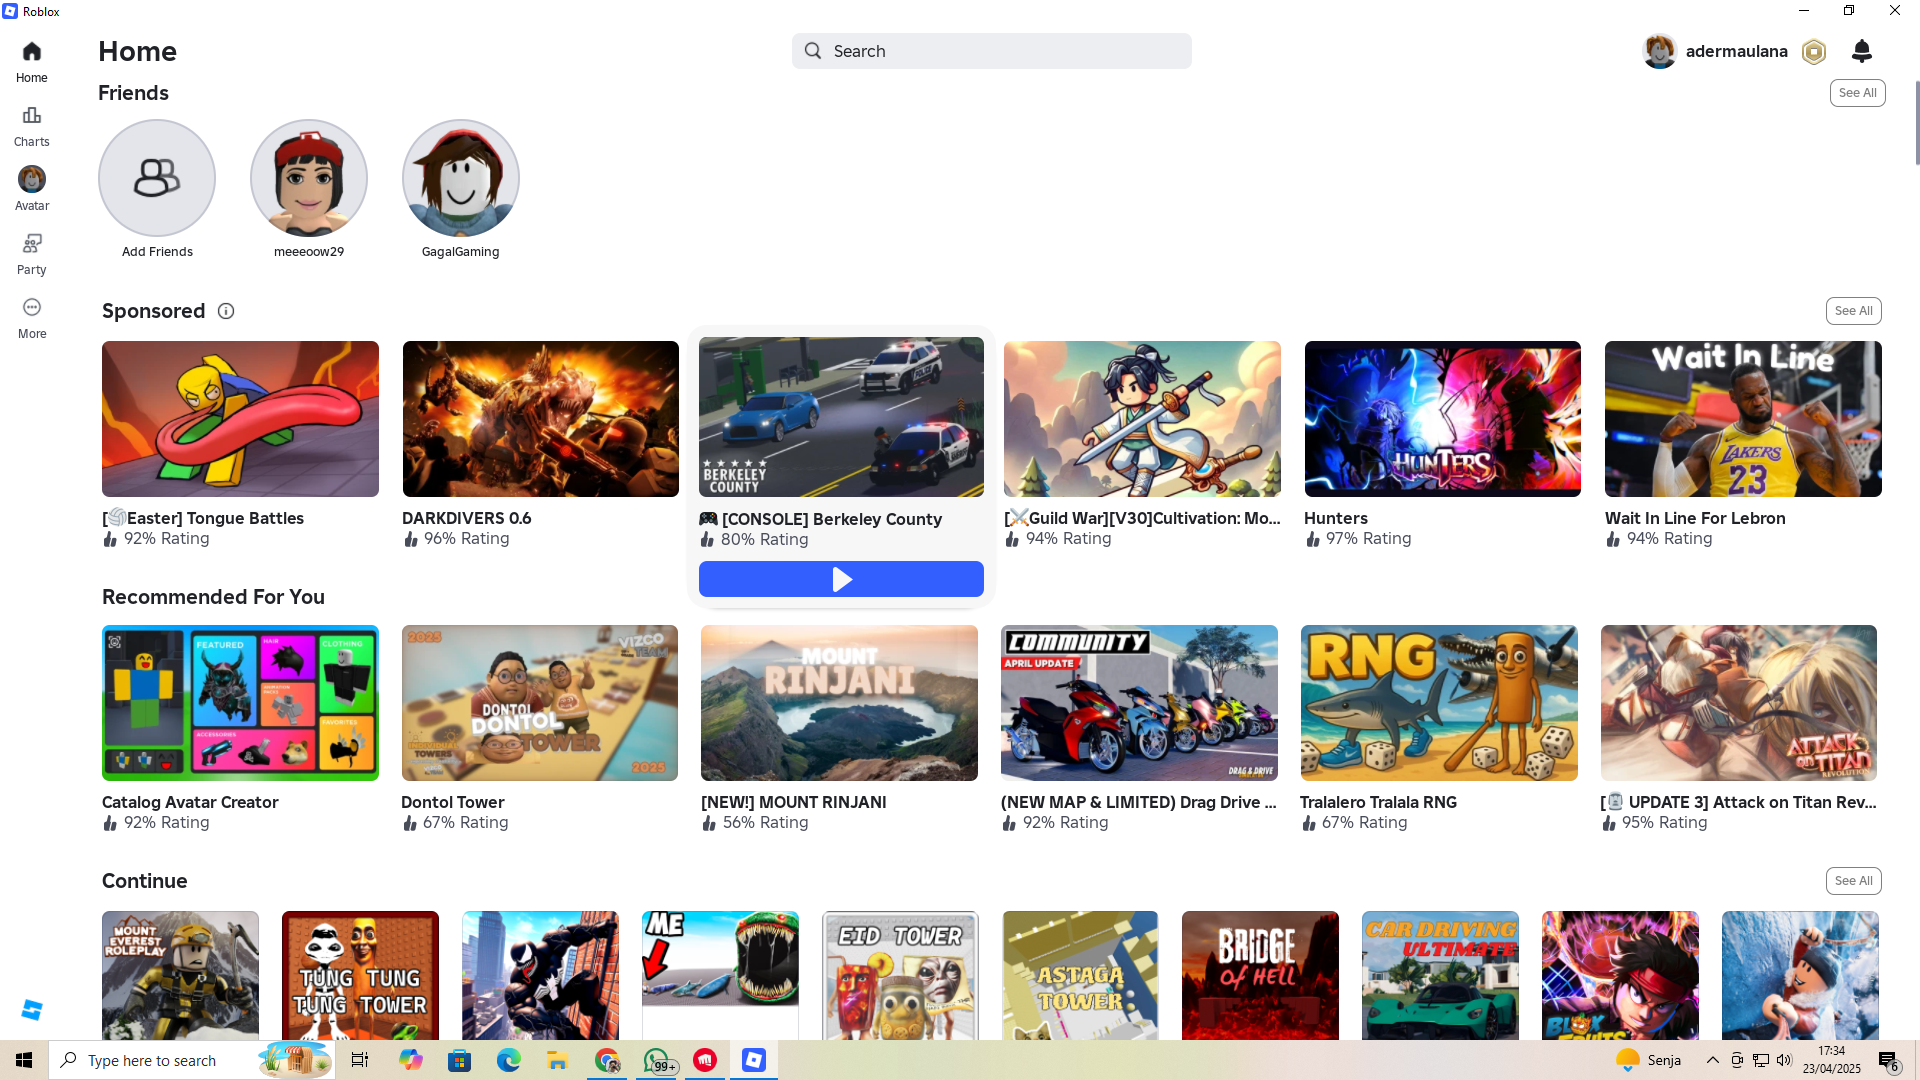 Roblox
Home
Search
adermaulana
Home
Charts
Avatar
Party
More
Friends
See All
Add Friends
meeeoow29
GagalGaming
Sponsored
See All
POLICE
BERKELEY
COUNTY
HUNTERS
Wait In Line
LAKERS
23
[🏐Easter] Tongue Battles
92% Rating
DARKDIVERS 0.6
96% Rating
🎮 [CONSOLE] Berkeley County
80% Rating
[⚔️Guild War][V30]Cultivation: Mo...
94% Rating
Hunters
97% Rating
Wait In Line For Lebron
94% Rating
Recommended For You
FEATURED
HAIR
CLOTHING
ANIMATION
PACKS
ACCESSORIES
FAVORITES
2025
VIZCO
TEAM
DONTOL
DONTOL
TOWER
INDIVIDUAL
TOWERS
2025
MOUNT
RINJANI
COMMUNITY
APRIL UPDATE
DRAG & DRIVE
RNG
ATTACK
ON TITAN
REVOLUTION
Catalog Avatar Creator
92% Rating
Dontol Tower
67% Rating
[NEW!] MOUNT RINJANI
56% Rating
(NEW MAP & LIMITED) Drag Drive ...
92% Rating
Tralalero Tralala RNG
67% Rating
[ UPDATE 3] Attack on Titan Rev...
95% Rating
Continue
See All
MOUNT
EVEREST
ROLEPLAY
TUNG TUNG
TUNG TOWER
ME
EID TOWER
ASTAGA
TOWER
BRIDGE
OF HELL
CAR DRIVING
ULTIMATE
BLOX
FRUITS
Type here to search
99+
Senja
17:34
23/04/2025
6